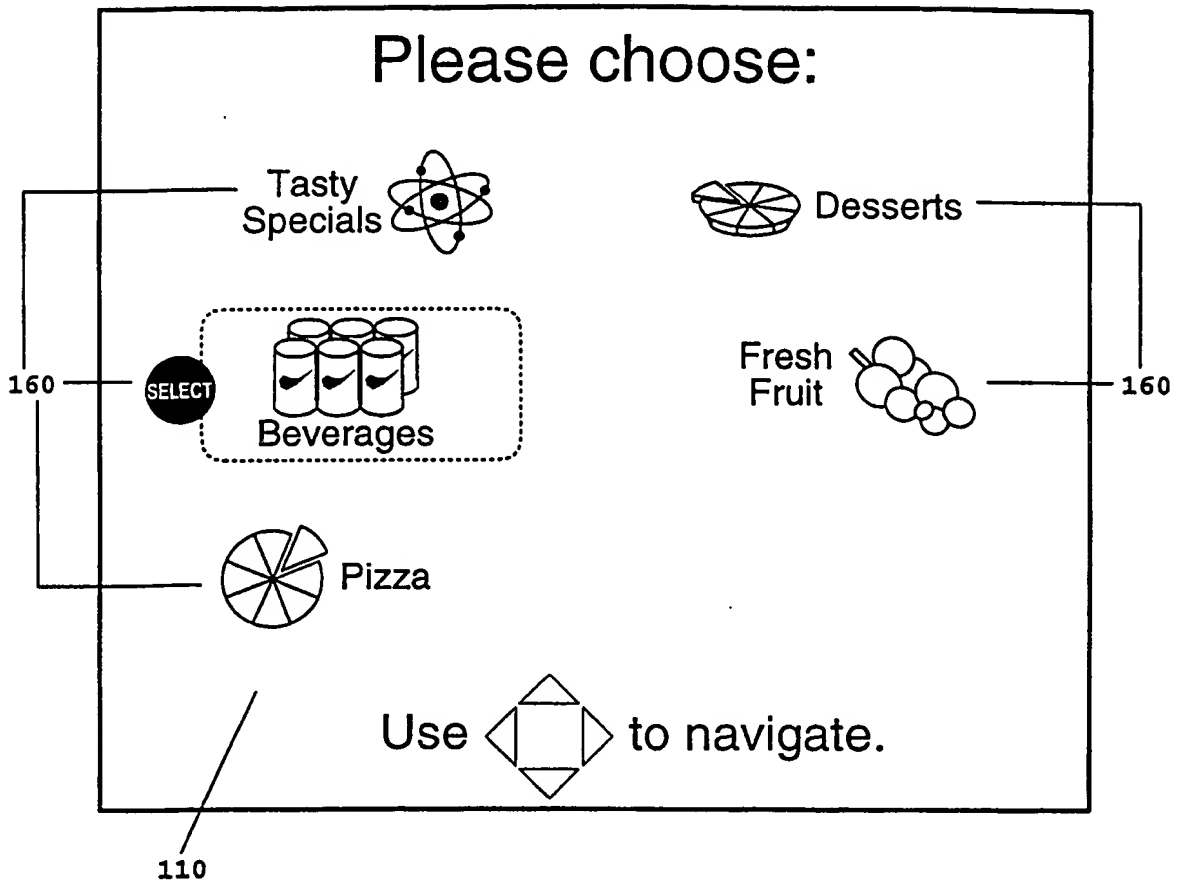 Please choose:
Tasty
Specials
Desserts
160
SELECT
Beverages
Fresh
Fruit
160
Pizza
Use to navigate.
110